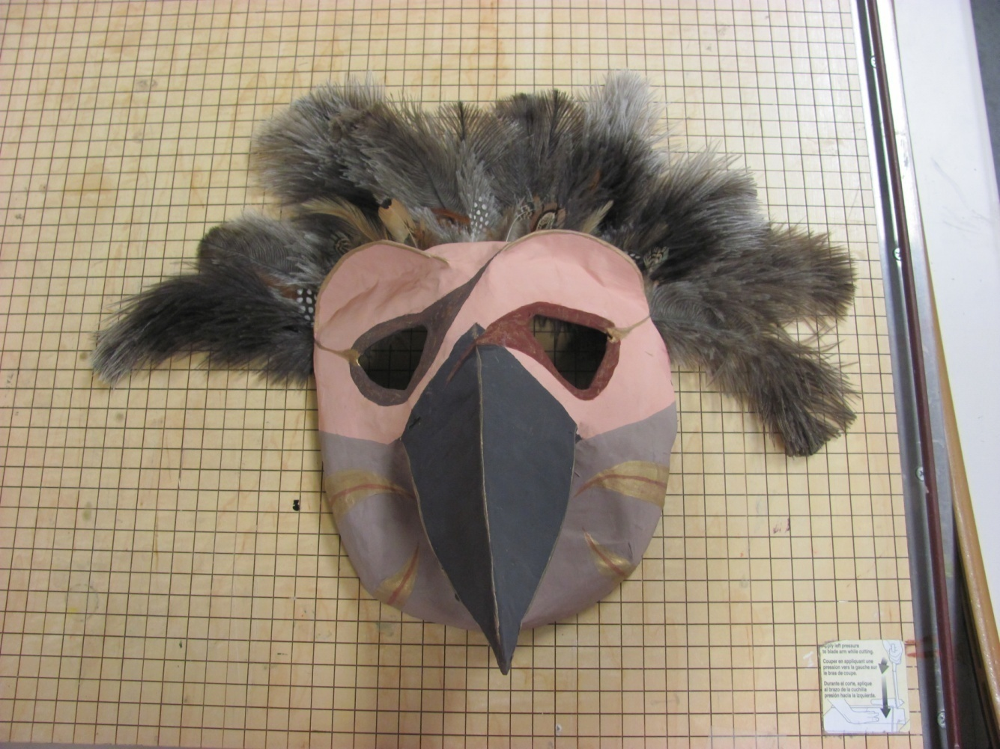 Apply left pressure
to blade arm while cutting.
Couper en appliquant une
pression vers la gauche sur
le bras de coupe.
Durante el corte, aplique
al brazo de la cuchilla
presión hacia la izquierda.